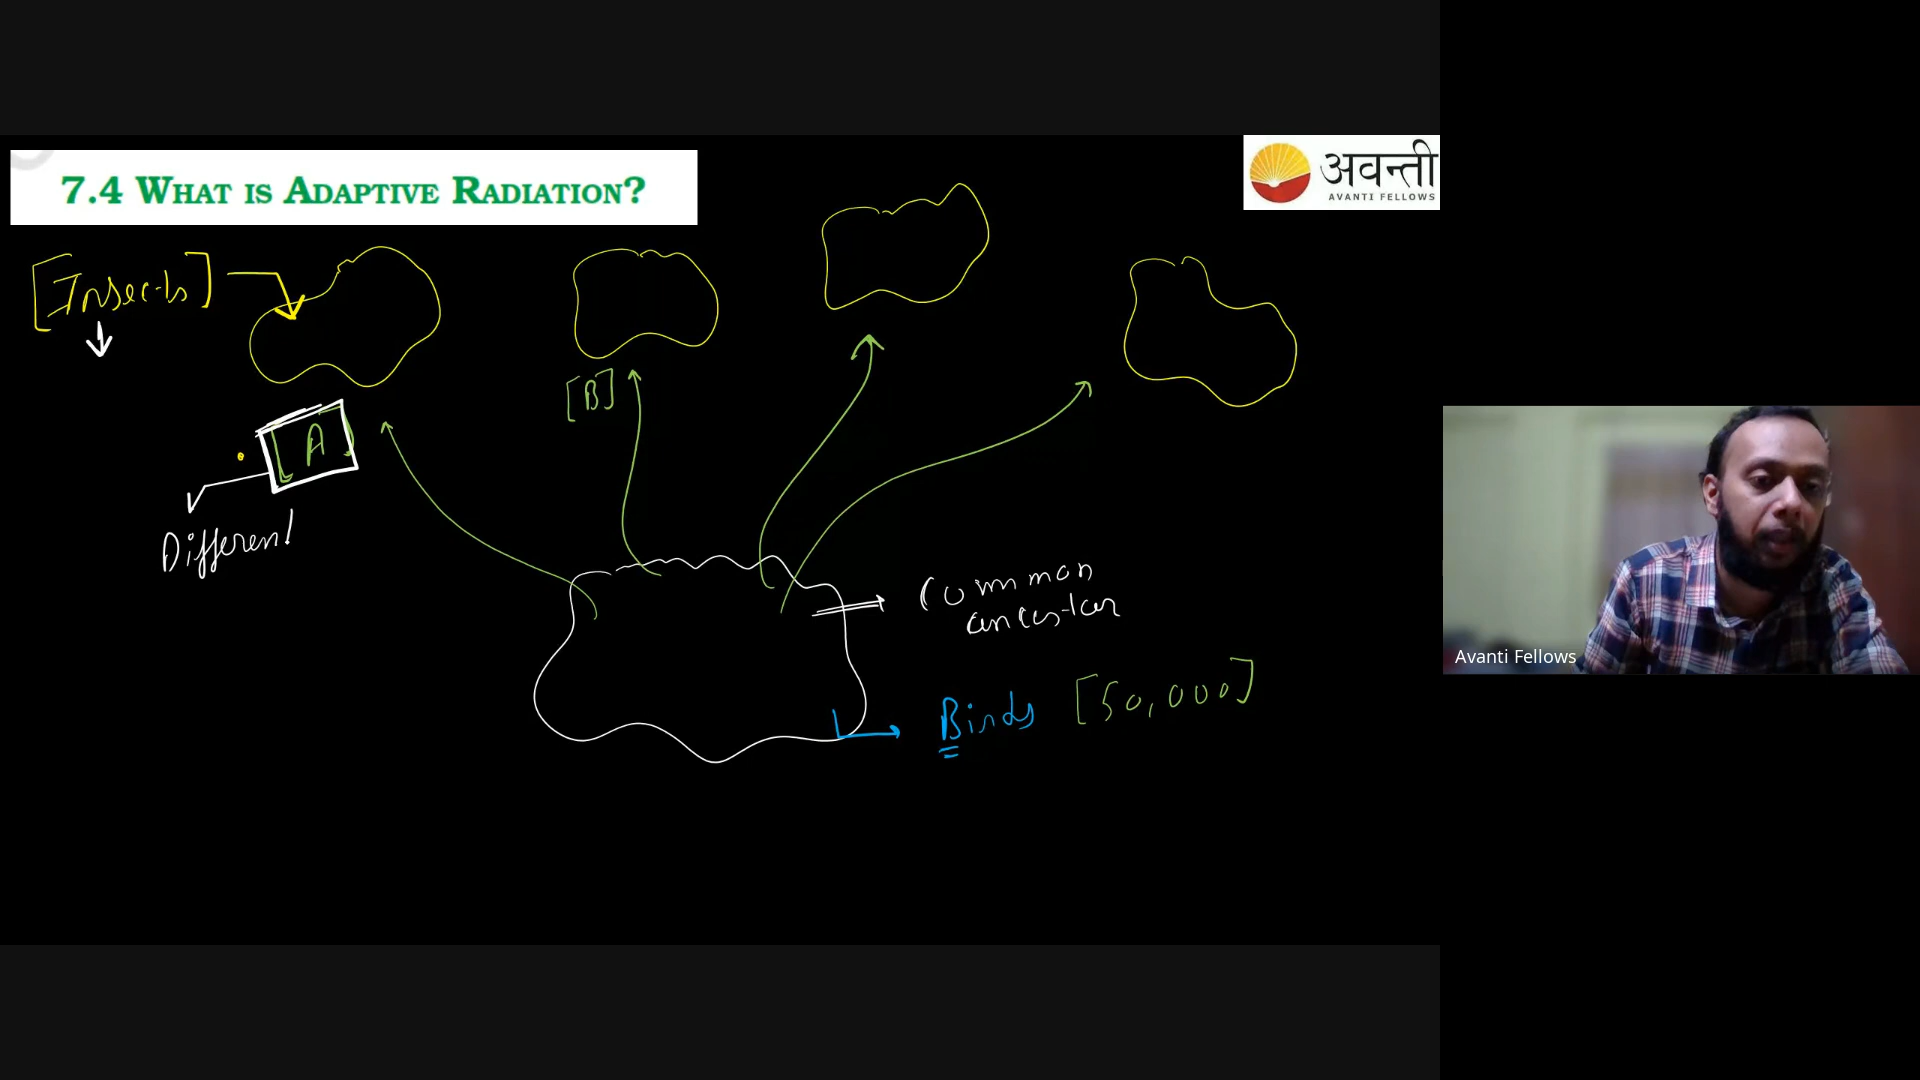 7.4 WHAT IS ADAPTIVE RADIATION?
अवन्ती
AVANTI FELLOWS
[Insects]
[B]
[A]
Different
Common
ancestor
Birds [50,000]
Avanti Fellows